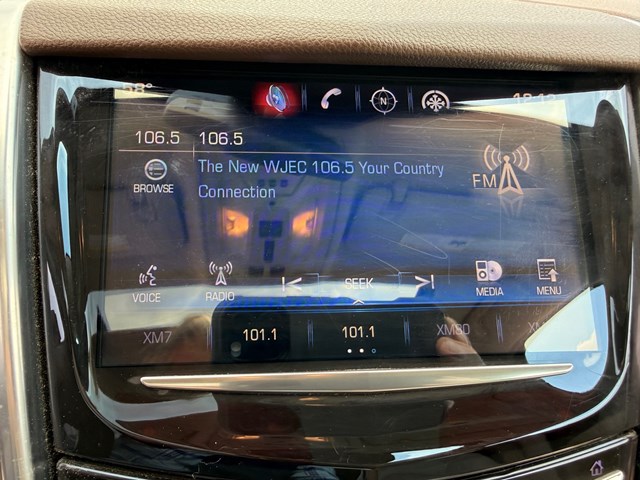 N
106.5 106.5
The New WJEC 106.5 Your Country
Connection
FM
BROWSE
SEEK
VOICE RADIO MEDIA MENU
XM7 101.1 101.1 XM80